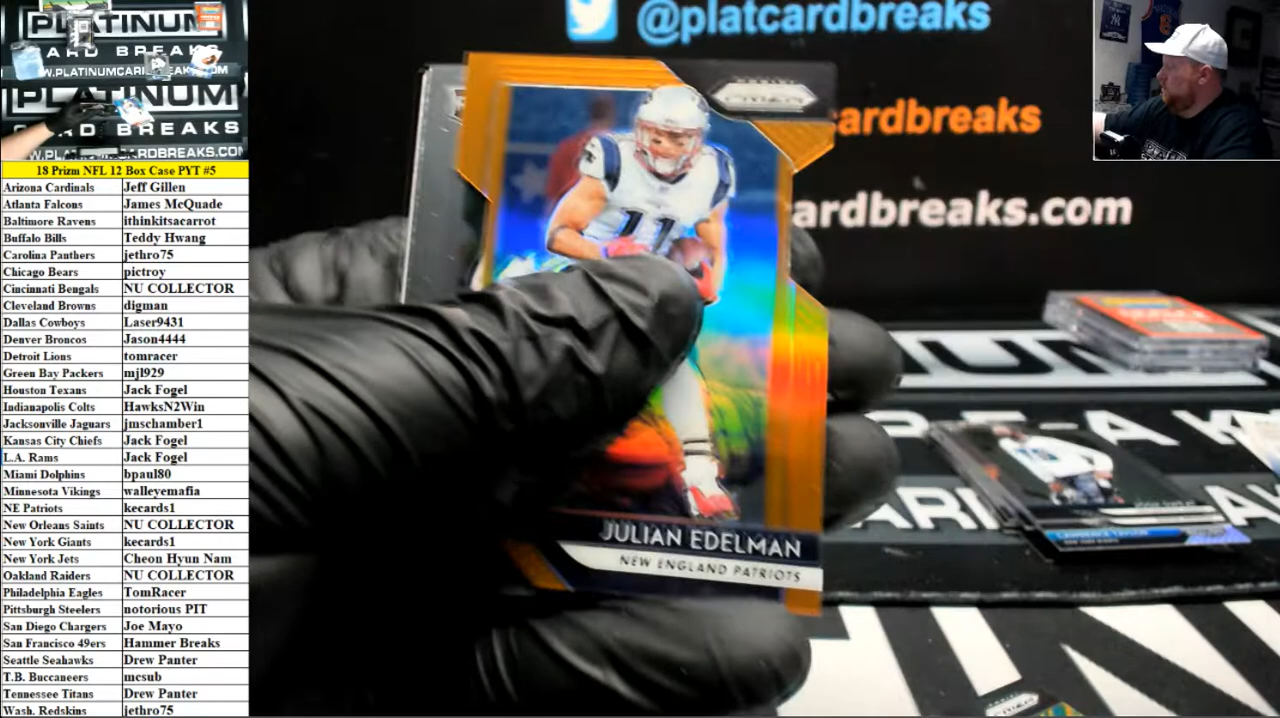 PLATINUM
CARD BREAKS
WWW.PLATINUMCARDBREAKS.COM
PLATINUM
CARD BREAKS
WWW.PLATINUMCARDBREAKS.COM
18 Prizm NFL 12 Box Case PYT #5
Arizona Cardinals Jeff Gillen
Atlanta Falcons James McQuade
Baltimore Ravens ithinkitsacarrot
Buffalo Bills Teddy Hwang
Carolina Panthers jethro75
Chicago Bears pictroy
Cincinnati Bengals NU COLLECTOR
Cleveland Browns digman
Dallas Cowboys Laser9431
Denver Broncos Jason4444
Detroit Lions tomracer
Green Bay Packers mjl929
Houston Texans Jack Fogel
Indianapolis Colts HawksN2Win
Jacksonville Jaguars jmschamber1
Kansas City Chiefs Jack Fogel
L.A. Rams Jack Fogel
Miami Dolphins bpaul80
Minnesota Vikings walleyemafia
NE Patriots kecards1
New Orleans Saints NU COLLECTOR
New York Giants kecards1
New York Jets Cheon Hyun Nam
Oakland Raiders NU COLLECTOR
Philadelphia Eagles TomRacer
Pittsburgh Steelers notorious PIT
San Diego Chargers Joe Mayo
San Francisco 49ers Hammer Breaks
Seattle Seahawks Drew Panter
T.B. Buccaneers mcsub
Tennessee Titans Drew Panter
Wash. Redskins jethro75
@platcardbreaks
cardbreaks
ardbreaks.com
PRIZM
11
JULIAN EDELMAN
NEW ENGLAND PATRIOTS
LAWRENCE TAYLOR
NEW YORK GIANTS